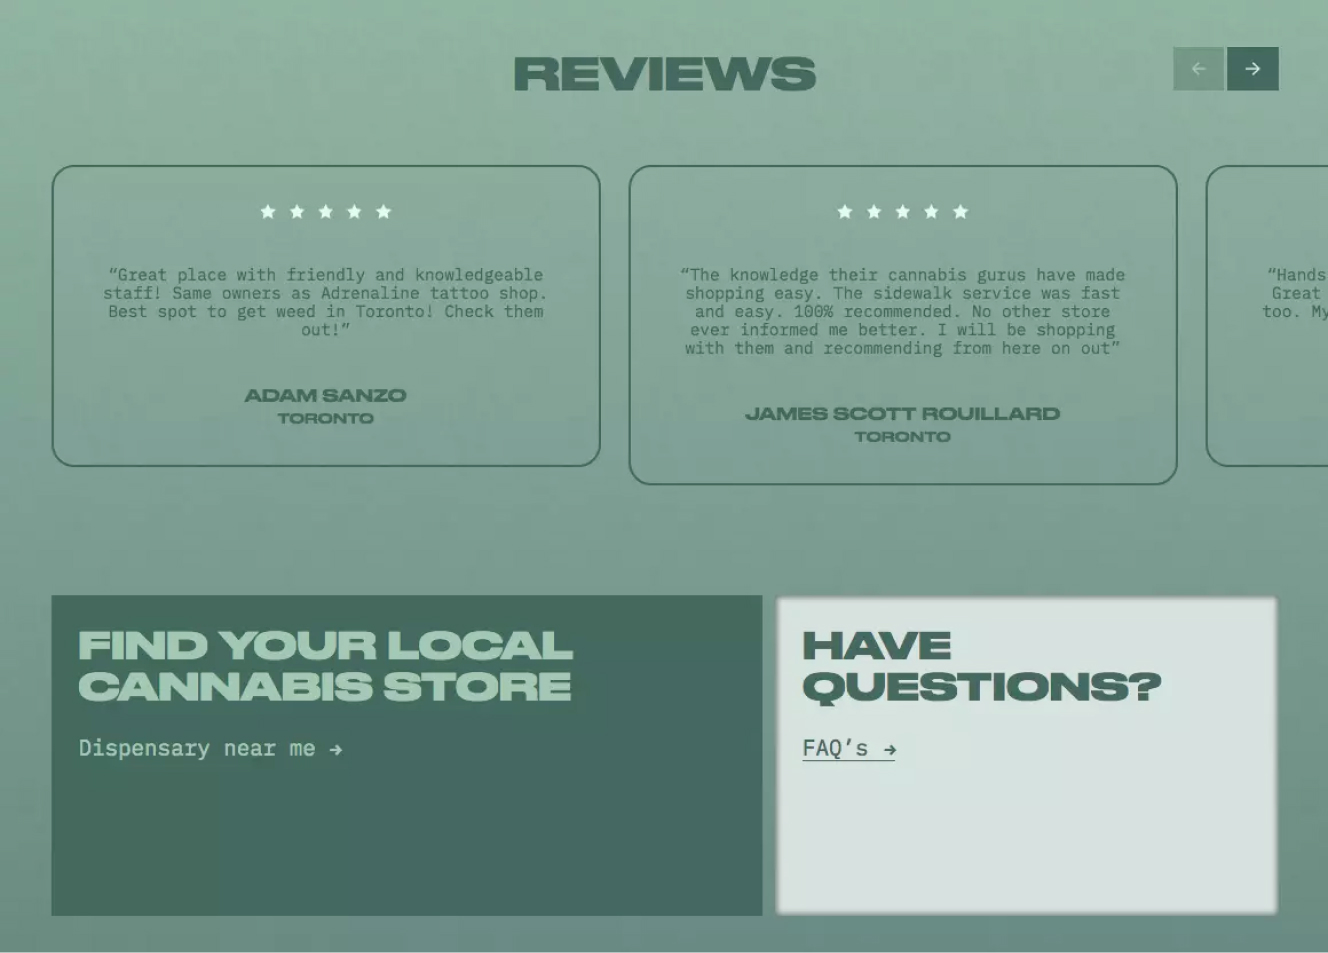 REVIEWS
← →
★ ★ ★ ★ ★
“Great place with friendly and knowledgeable
staff! Same owners as Adrenaline tattoo shop.
Best spot to get weed in Toronto! Check them
out!”
ADAM SANZO
TORONTO
★ ★ ★ ★ ★
“The knowledge their cannabis gurus have made
shopping easy. The sidewalk service was fast
and easy. 100% recommended. No other store
ever informed me better. I will be shopping
with them and recommending from here on out”
JAMES SCOTT ROUILLARD
TORONTO
“Hands
Great
too. My
FIND YOUR LOCAL
CANNABIS STORE
Dispensary near me →
HAVE
QUESTIONS?
FAQ’s →